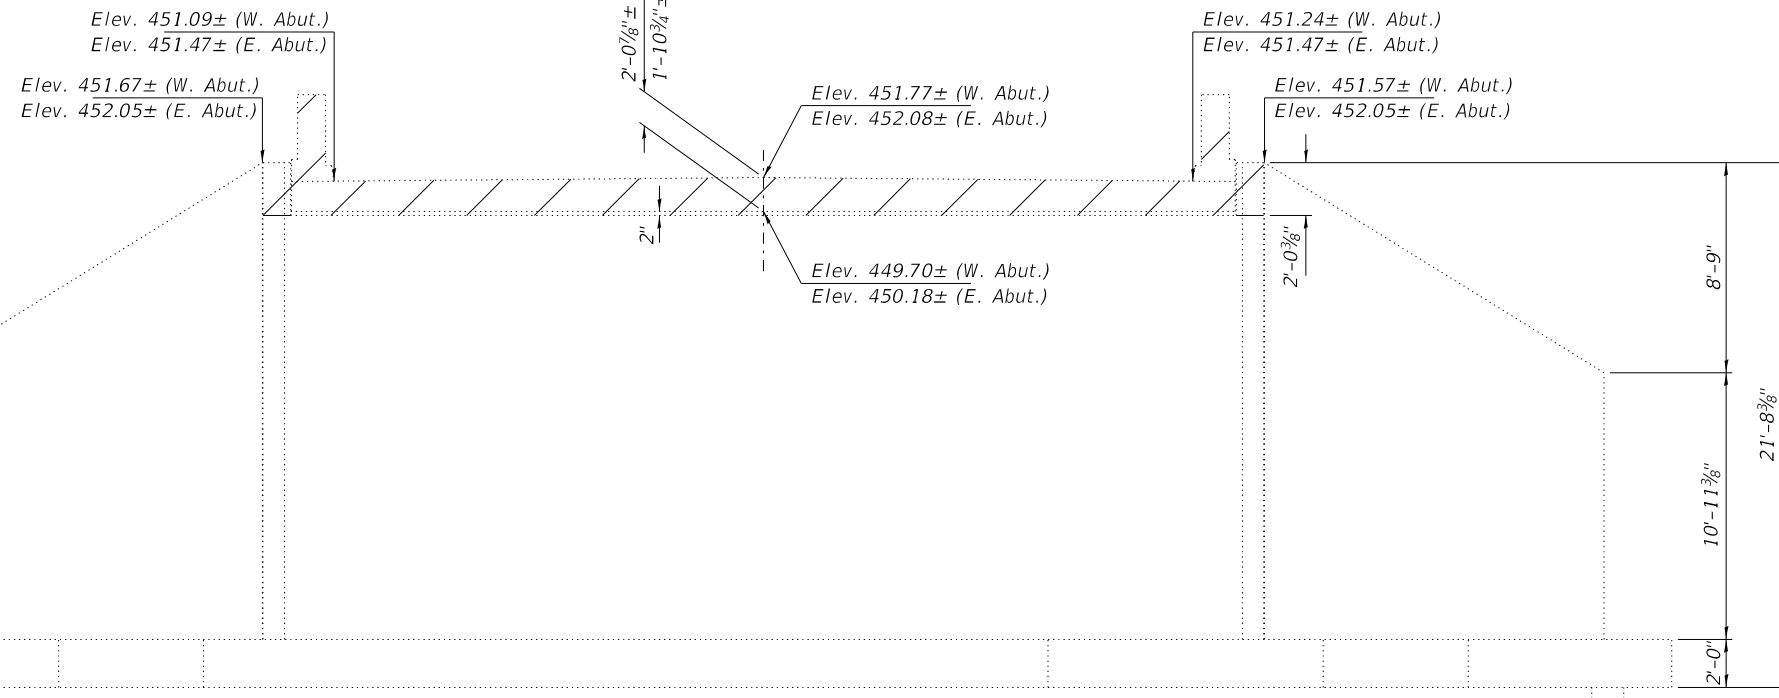 Elev. 451.09± (W. Abut.)
Elev. 451.47± (E. Abut.)
Elev. 451.67± (W. Abut.)
Elev. 452.05± (E. Abut.)
2'-0⅞"±
1'-10¾"±
Elev. 451.77± (W. Abut.)
Elev. 452.08± (E. Abut.)
Elev. 451.24± (W. Abut.)
Elev. 451.47± (E. Abut.)
Elev. 451.57± (W. Abut.)
Elev. 452.05± (E. Abut.)
2"
Elev. 449.70± (W. Abut.)
Elev. 450.18± (E. Abut.)
2'-0⅜"
8'-9"
21'-8⅜"
10'-11⅜"
2'-0"